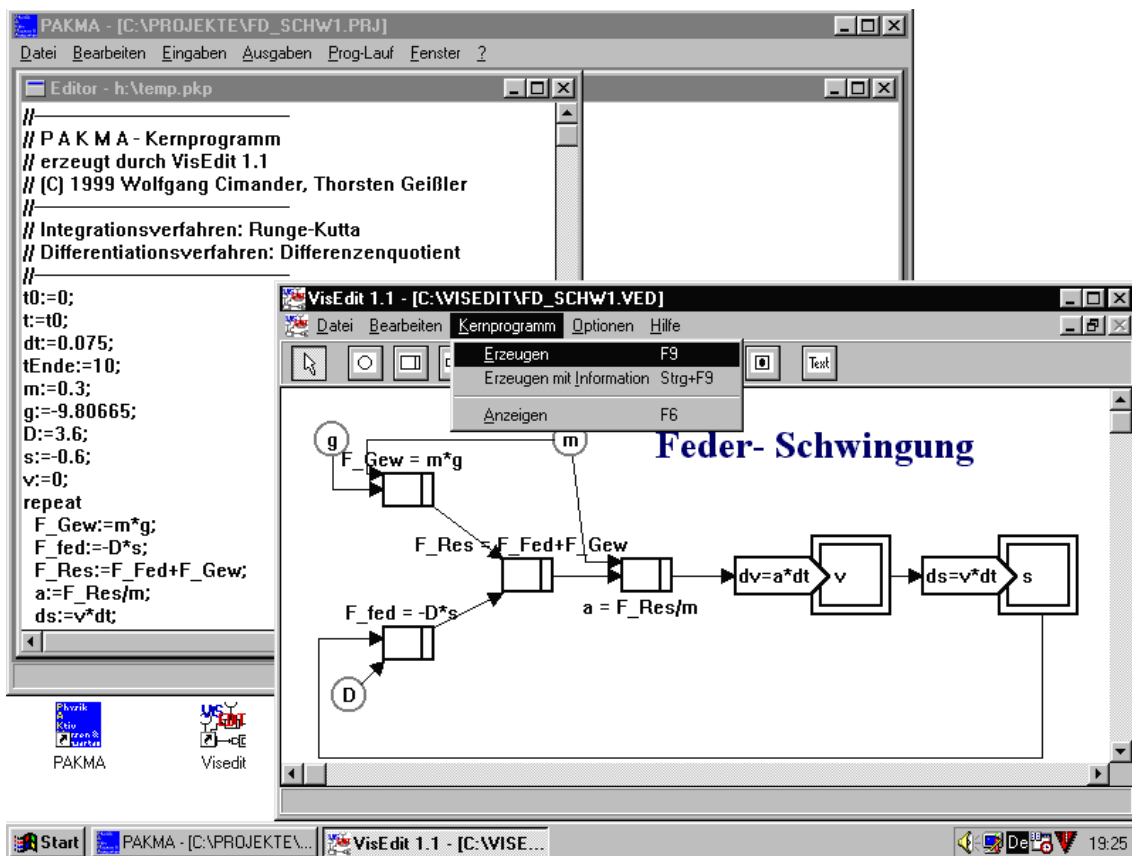 PAKMA - [C:\PROJEKTE\FD_SCHW1.PRJ]
Datei Bearbeiten Eingaben Ausgaben Prog-Lauf Fenster ?
Editor - h:\temp.pkp
//
// P A K M A - Kernprogramm
// erzeugt durch VisEdit 1.1
// (C) 1999 Wolfgang Cimander, Thorsten Geißler
//
// Integrationsverfahren: Runge-Kutta
// Differentiationsverfahren: Differenzenquotient
//
t0:=0;
t:=t0;
dt:=0.075;
tEnde:=10;
m:=0.3;
g:=-9.80665;
D:=3.6;
s:=-0.6;
v:=0;
repeat
F_Gew:=m*g;
F_fed:=-D*s;
F_Res:=F_Fed+F_Gew;
a:=F_Res/m;
ds:=v*dt;
VisEdit 1.1 - [C:\VISEDIT\FD_SCHW1.VED]
Datei Bearbeiten Kernprogramm Optionen Hilfe
Erzeugen F9
Erzeugen mit Information Strg+F9
Anzeigen F6
Text
Feder- Schwingung
g
m
F_Gew = m*g
F_Res = F_Fed+F_Gew
a = F_Res/m
dv=a*dt
v
ds=v*dt
s
F_fed = -D*s
D
Physik
PAKMA
Visedit
Start
PAKMA - [C:\PROJEKTE\...
VisEdit 1.1 - [C:\VISE...
De
19:25